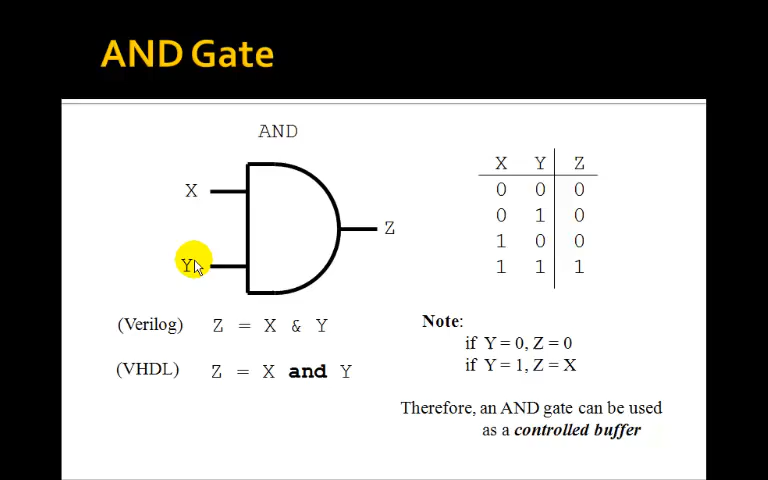 AND Gate
AND
X
Y
Z
X Y Z
0 0 0
0 1 0
1 0 0
1 1 1
(Verilog) Z = X & Y
(VHDL) Z = X and Y
Note:
if Y = 0, Z = 0
if Y = 1, Z = X
Therefore, an AND gate can be used
as a controlled buffer